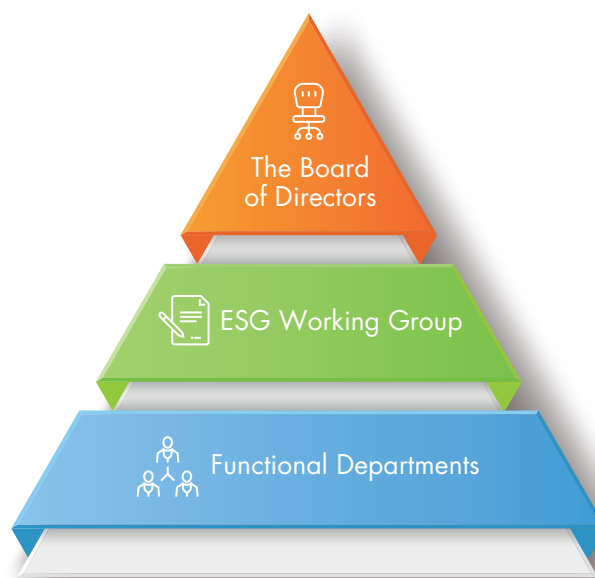 The Board
of Directors
ESG Working Group
Functional Departments